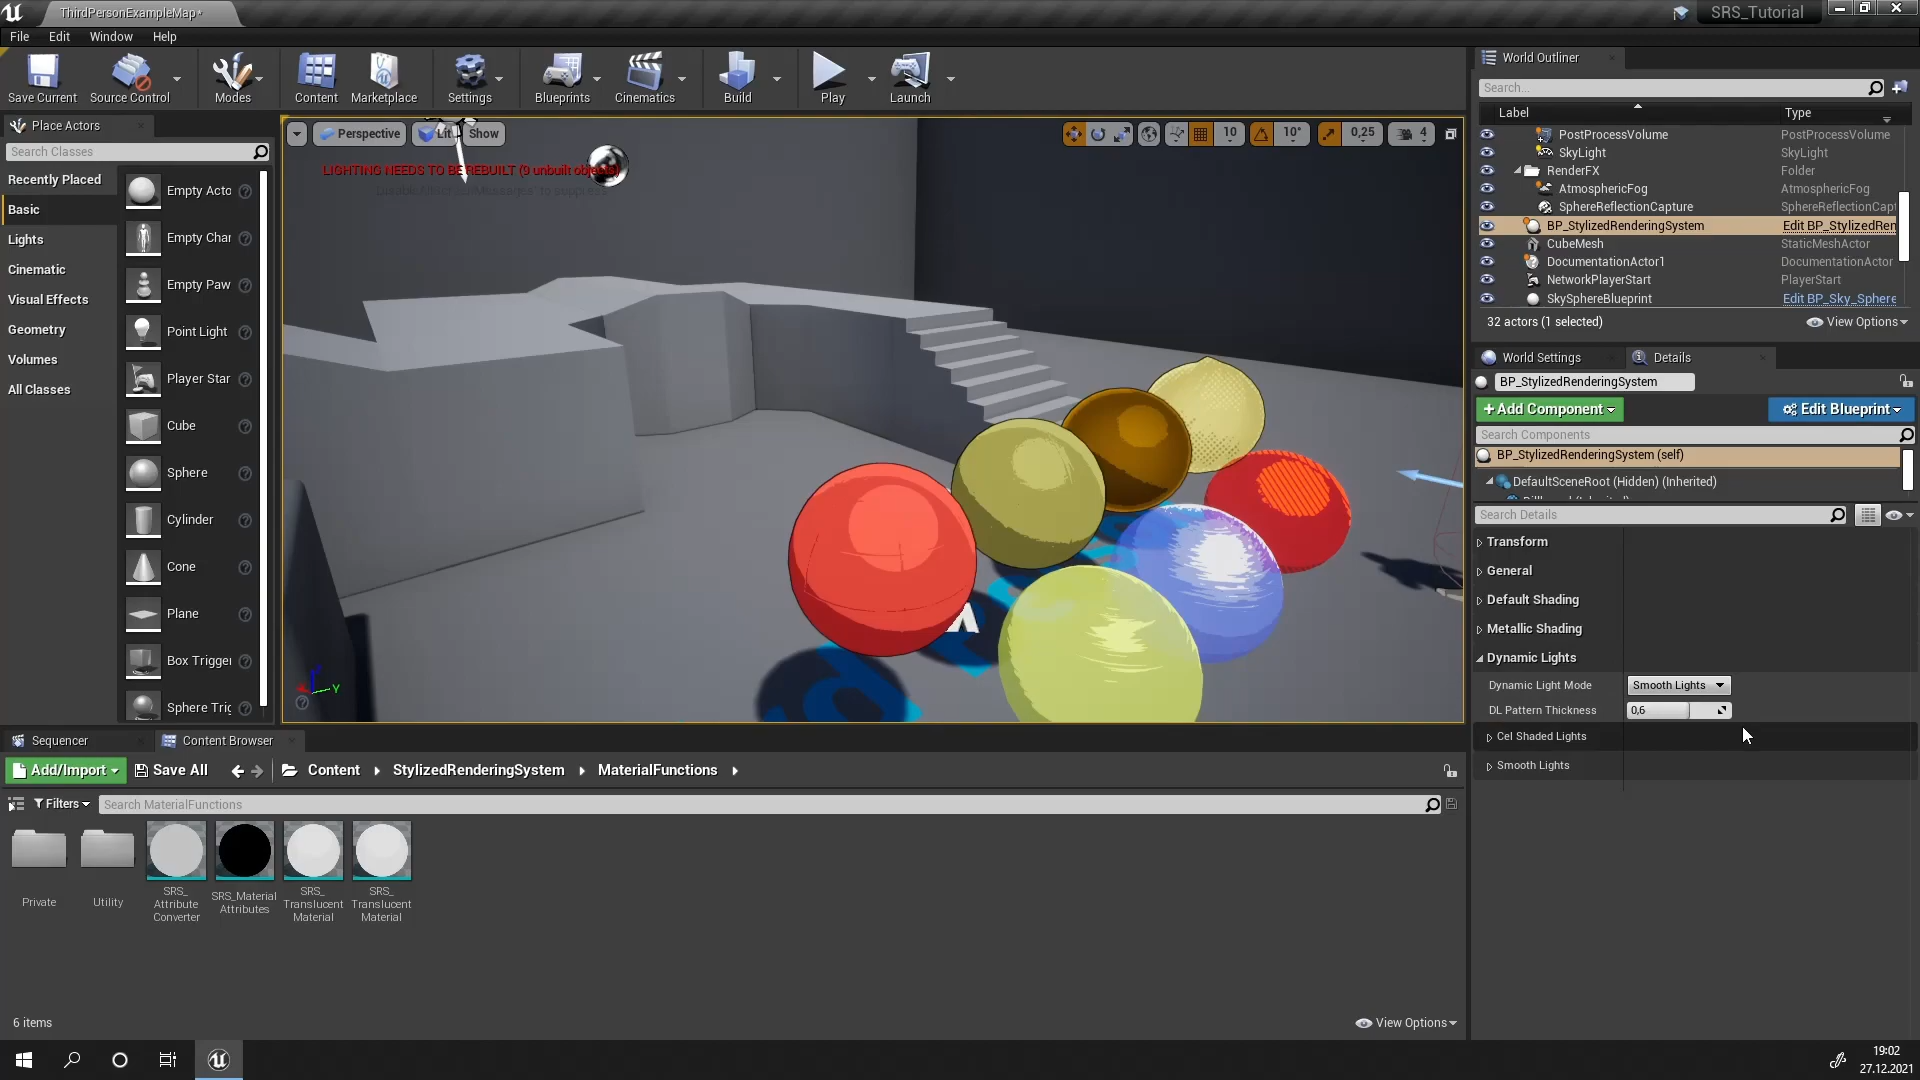 ThirdPersonExampleMap*
SRS_Tutorial
File Edit Window Help
Save Current
Source Control
Modes
Content
Marketplace
Settings
Blueprints
Cinematics
Build
Play
Launch
Place Actors
Search Classes
Recently Placed
Basic
Lights
Cinematic
Visual Effects
Geometry
Volumes
All Classes
Empty Acto
Empty Char
Empty Paw
Point Light
Player Star
Cube
Sphere
Cylinder
Cone
Plane
Box Trigger
Sphere Trig
Perspective
Lit
Show
10
10°
0,25
4
LIGHTING NEEDS TO BE REBUILT (9 unbuilt objects)
Y
World Outliner
Search...
Label
Type
PostProcessVolume PostProcessVolume
SkyLight SkyLight
RenderFX Folder
AtmosphericFog AtmosphericFog
SphereReflectionCapture SphereReflectionCapt
BP_StylizedRenderingSystem Edit BP_StylizedRen
CubeMesh StaticMeshActor
DocumentationActor1 DocumentationActor
NetworkPlayerStart PlayerStart
SkySphereBlueprint Edit BP_Sky_Sphere
32 actors (1 selected)
View Options
World Settings
Details
BP_StylizedRenderingSystem
+Add Component
Edit Blueprint
Search Components
BP_StylizedRenderingSystem (self)
DefaultSceneRoot (Hidden) (Inherited)
Search Details
Transform
General
Default Shading
Metallic Shading
Dynamic Lights
Dynamic Light Mode Smooth Lights
DL Pattern Thickness 0,6
Cel Shaded Lights
Smooth Lights
Sequencer
Content Browser
Add/Import
Save All
Content
StylizedRenderingSystem
MaterialFunctions
Filters
Search MaterialFunctions
Private
Utility
SRS_
Attribute
Converter
SRS_Material
Attributes
SRS_
Translucent
Material
SRS_
Translucent
Material
6 items
View Options
19:02
27.12.2021